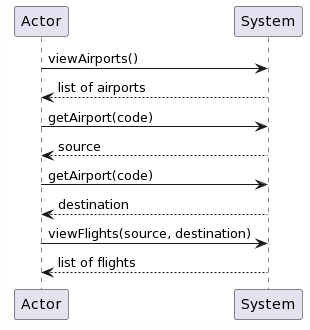 Actor System
viewAirports()
list of airports
getAirport(code)
source
getAirport(code)
destination
viewFlights(source, destination)
list of flights
Actor System